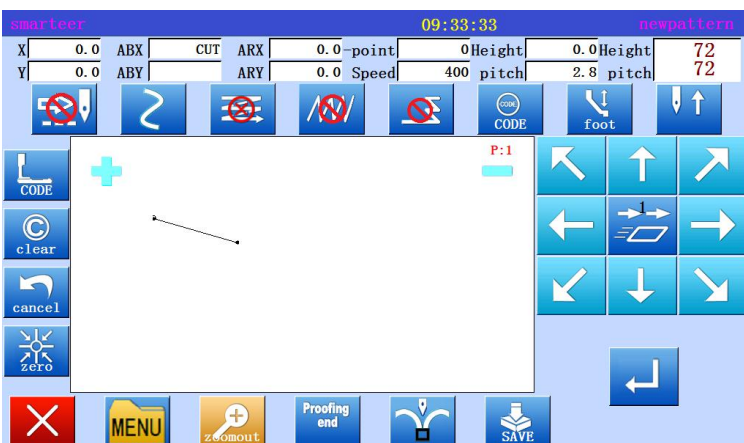 smarteer 09:33:33 newpattern
X 0.0 ABX CUT ARX 0.0 -point 0 Height 0.0 Height 72
Y 0.0 ABY ARY 0.0 Speed 400 pitch 2.8 pitch 72
CODE
CODE
foot
P:1
CODE
1
C
clear
cancel
zero
MENU
zoomout
Proofing
end
SAVE